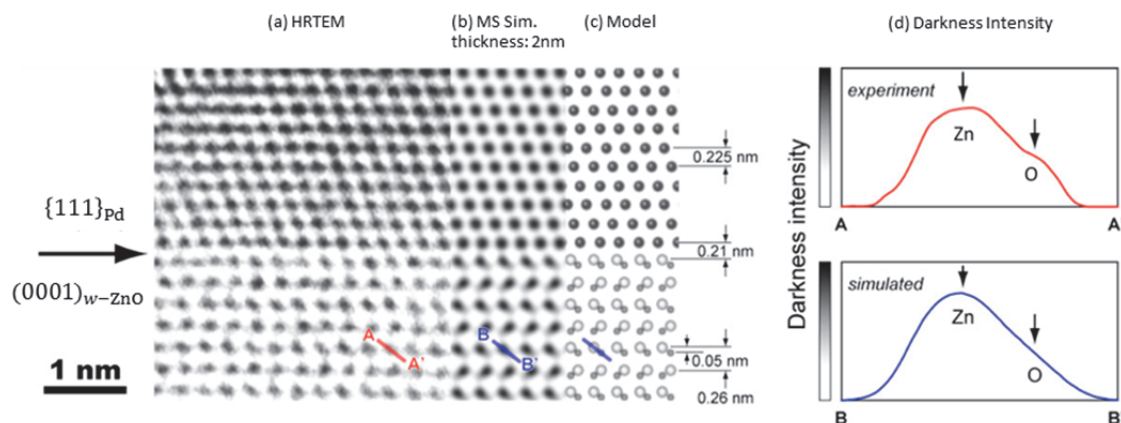 (a) HRTEM
(b) MS Sim.
thickness: 2nm
(c) Model
(d) Darkness Intensity
{111}Pd
(0001)w−ZnO
1 nm
A
A'
B
B'
0.225 nm
0.21 nm
0.05 nm
0.26 nm
Darkness intensity
experiment
Zn
O
A
A'
simulated
Zn
O
B
B'